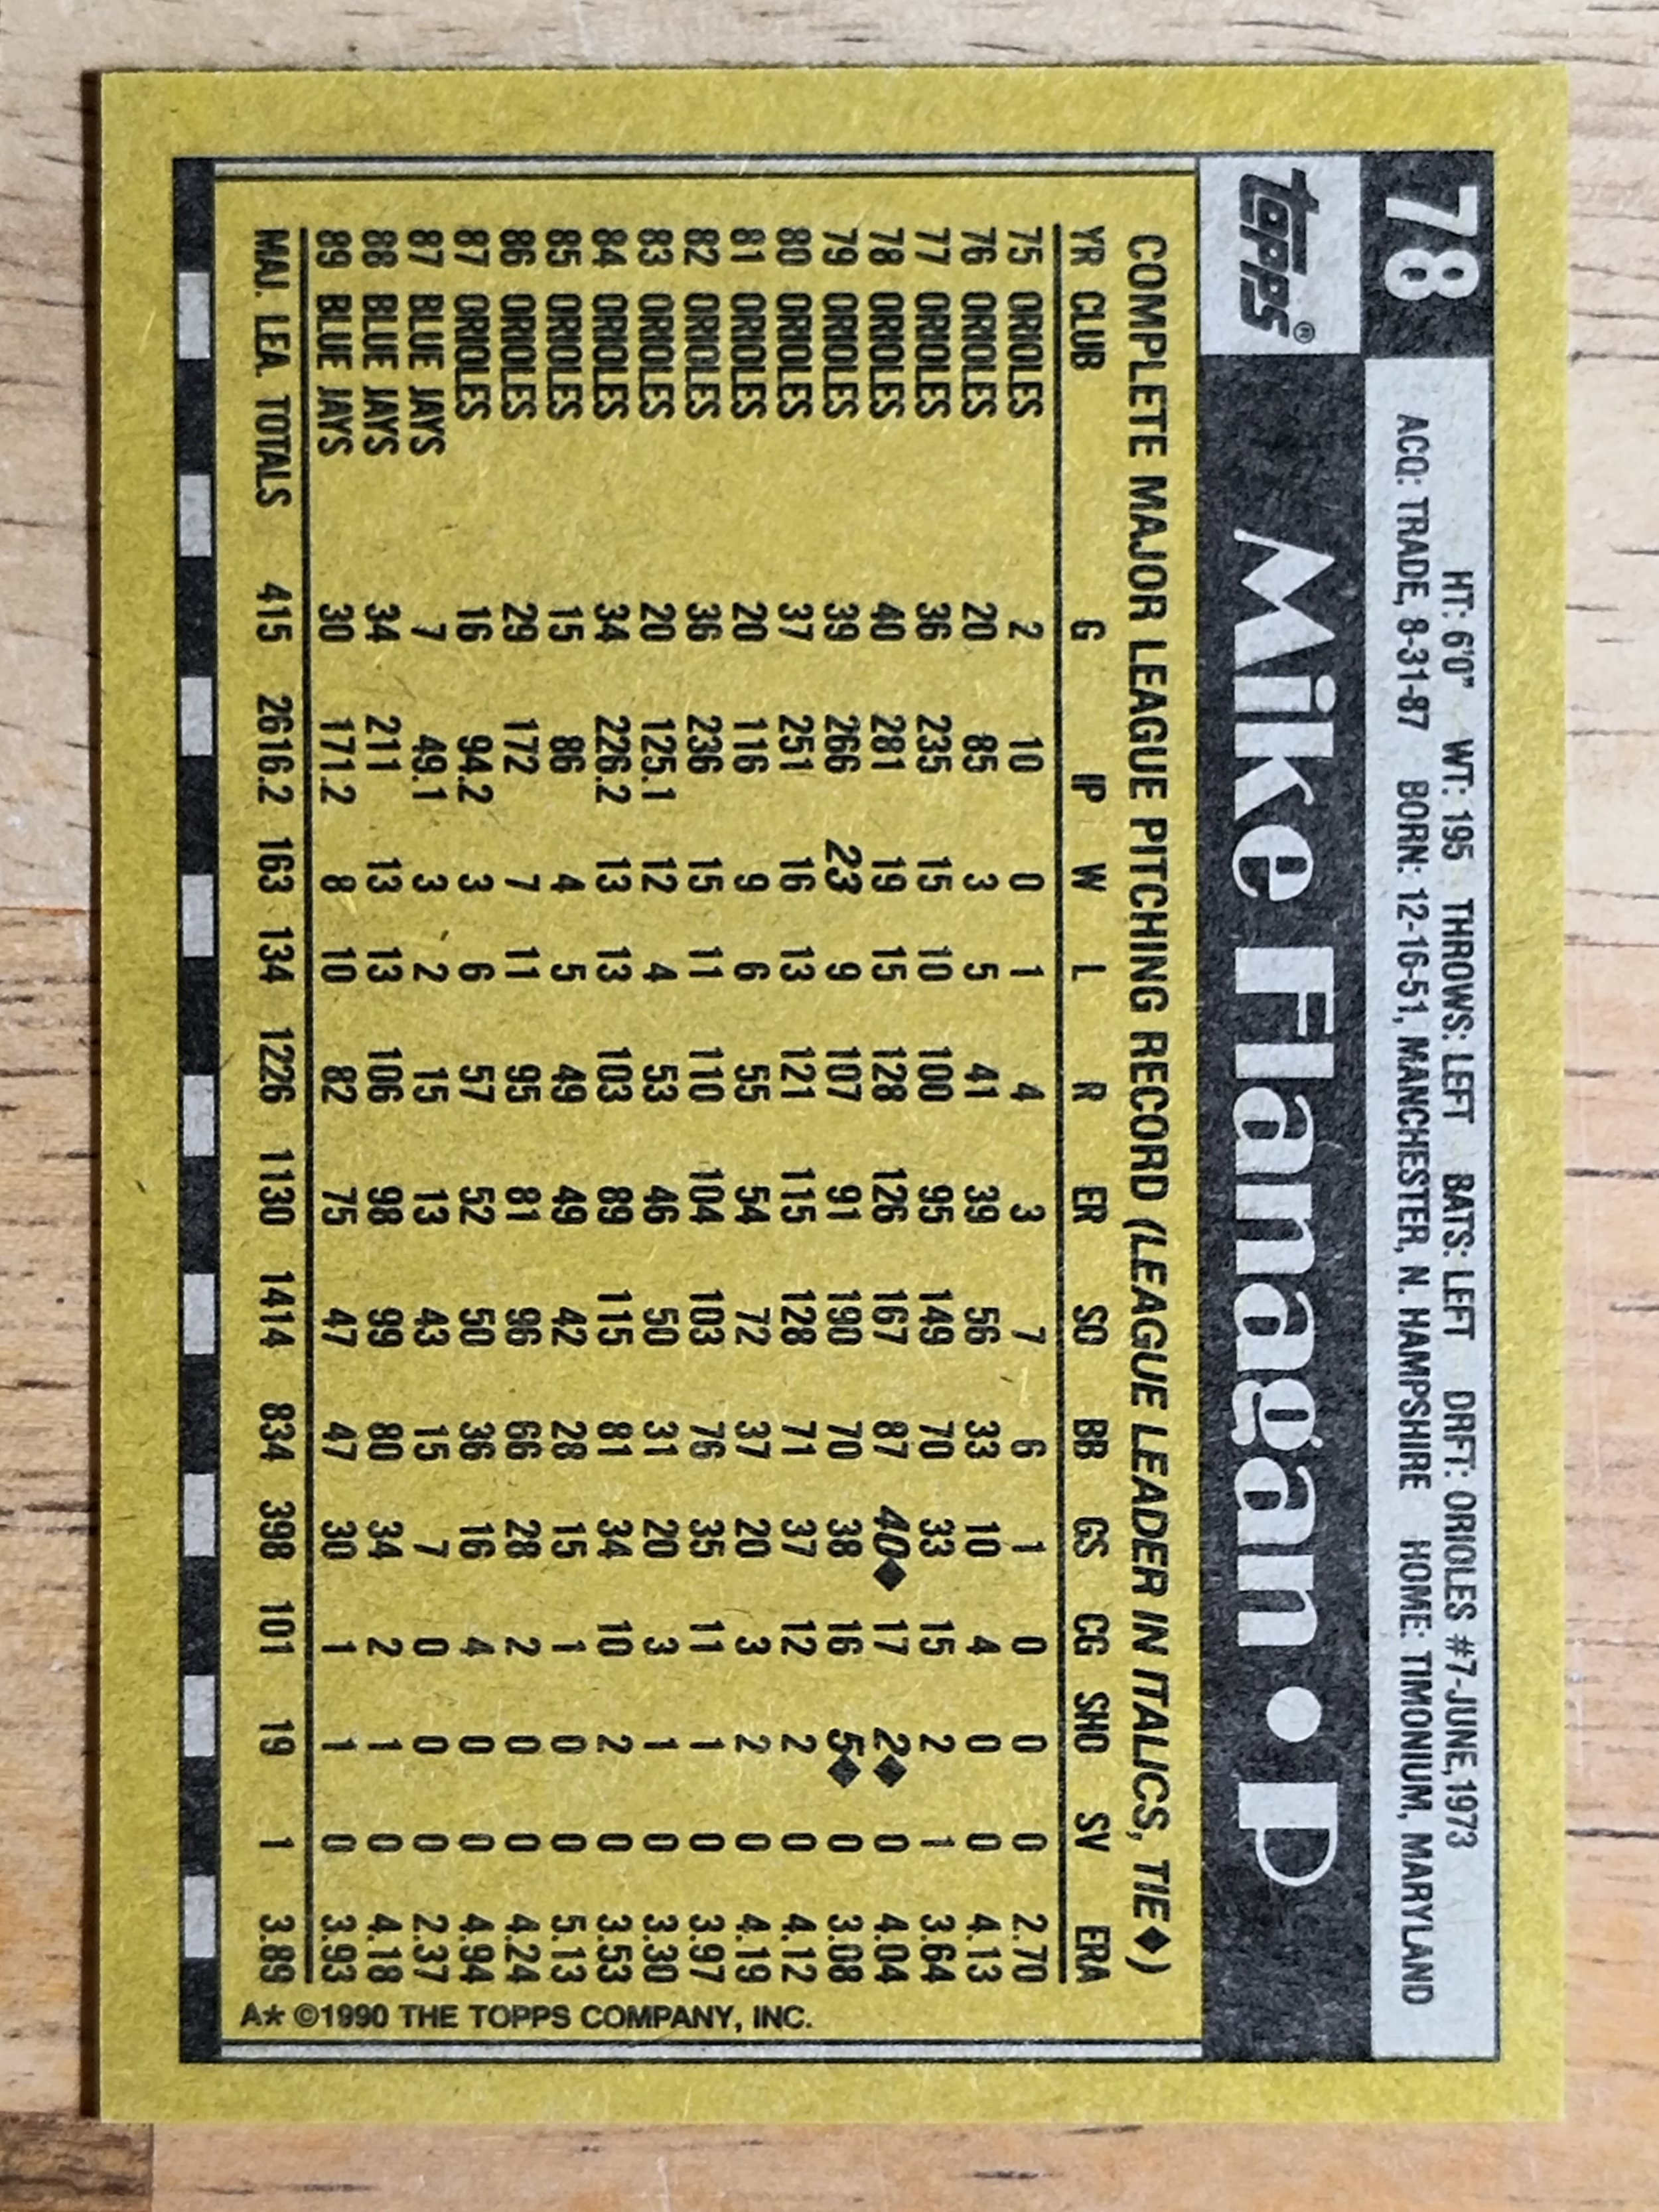 78 HT: 6'0" WT: 195 THROWS: LEFT BATS: LEFT DRFT: ORIOLES #7-JUNE,1973
ACQ: TRADE, 8-31-87 BORN: 12-16-51, MANCHESTER, N. HAMPSHIRE HOME: TIMONIUM, MARYLAND
topps® Mike Flanagan • P
COMPLETE MAJOR LEAGUE PITCHING RECORD (LEAGUE LEADER IN ITALICS, TIE♦)
YR CLUB G IP W L R ER SO BB GS CG SHO SV ERA
75 ORIOLES 2 10 0 1 4 3 7 6 1 0 0 0 2.70
76 ORIOLES 20 85 3 5 41 39 56 33 10 4 0 0 4.13
77 ORIOLES 36 235 15 10 100 95 149 70 33 15 2 1 3.64
78 ORIOLES 40 281 19 15 128 126 167 87 40♦ 17 2♦ 0 4.04
79 ORIOLES 39 266 23 9 107 91 190 70 38 16 5♦ 0 3.08
80 ORIOLES 37 251 16 13 121 115 128 71 37 12 2 0 4.12
81 ORIOLES 20 116 9 6 55 54 72 37 20 3 2 0 4.19
82 ORIOLES 36 236 15 11 110 104 103 76 35 11 1 0 3.97
83 ORIOLES 20 125.1 12 4 53 46 50 31 20 3 1 0 3.30
84 ORIOLES 34 226.2 13 13 103 89 115 81 34 10 2 0 3.53
85 ORIOLES 15 86 4 5 49 49 42 28 15 1 0 0 5.13
86 ORIOLES 29 172 7 11 95 81 96 66 28 2 0 0 4.24
87 ORIOLES 16 94.2 3 6 57 52 50 36 16 4 0 0 4.94
87 BLUE JAYS 7 49.1 3 2 15 13 43 15 7 0 0 0 2.37
88 BLUE JAYS 34 211 13 13 106 98 99 80 34 2 1 0 4.18
89 BLUE JAYS 30 171.2 8 10 82 75 47 47 30 1 1 0 3.93
MAJ. LEA. TOTALS 415 2616.2 163 134 1226 1130 1414 834 398 101 19 1 3.89
A* ©1990 THE TOPPS COMPANY, INC.